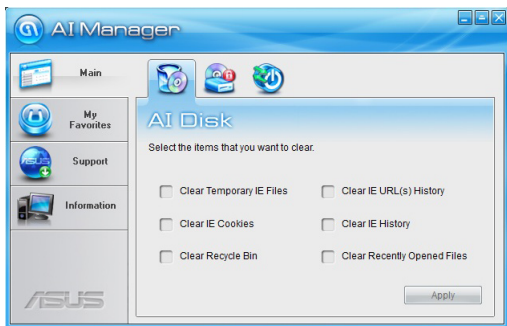 AI Manager
Main
My
Favorites
Support
Information
AI Disk
Select the items that you want to clear.
Clear Temporary IE Files
Clear IE URL(s) History
Clear IE Cookies
Clear IE History
Clear Recycle Bin
Clear Recently Opened Files
Apply
ASUS